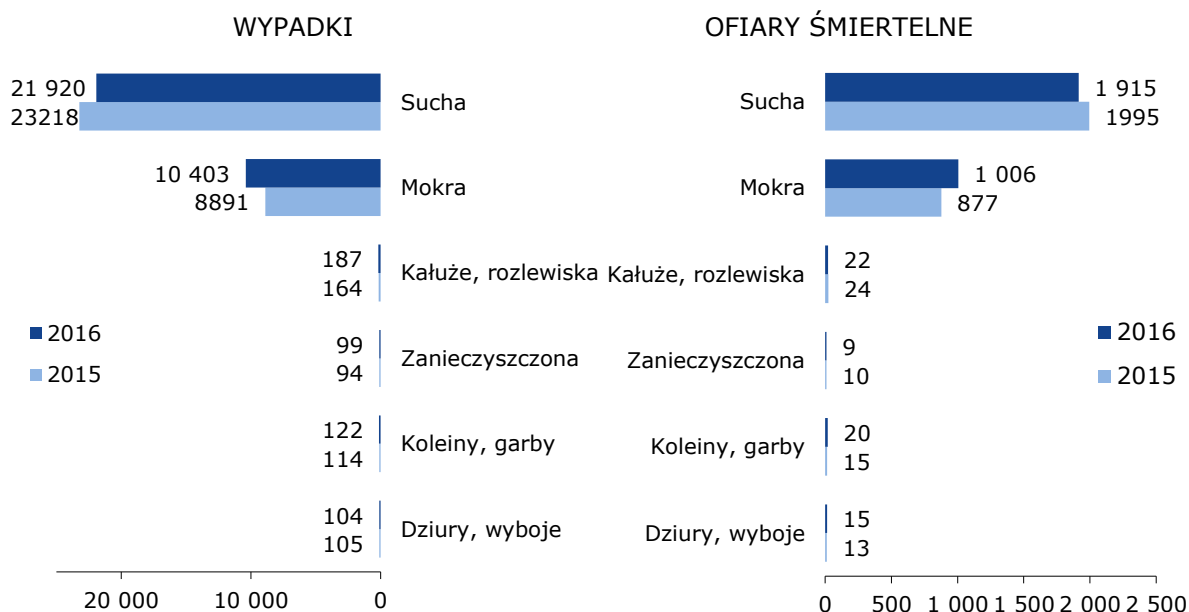 WYPADKI
21 920
23218
Sucha
10 403
8891
Mokra
187
164
Kałuże, rozlewiska
99
94
Zanieczyszczona
122
114
Koleiny, garby
104
105
Dziury, wyboje
2016
2015
20 000 10 000 0
OFIARY ŚMIERTELNE
Sucha
1 915
1995
Mokra
1 006
877
Kałuże, rozlewiska
22
24
Zanieczyszczona
9
10
Koleiny, garby
20
15
Dziury, wyboje
15
13
2016
2015
0 500 1 000 1 500 2 000 2 500